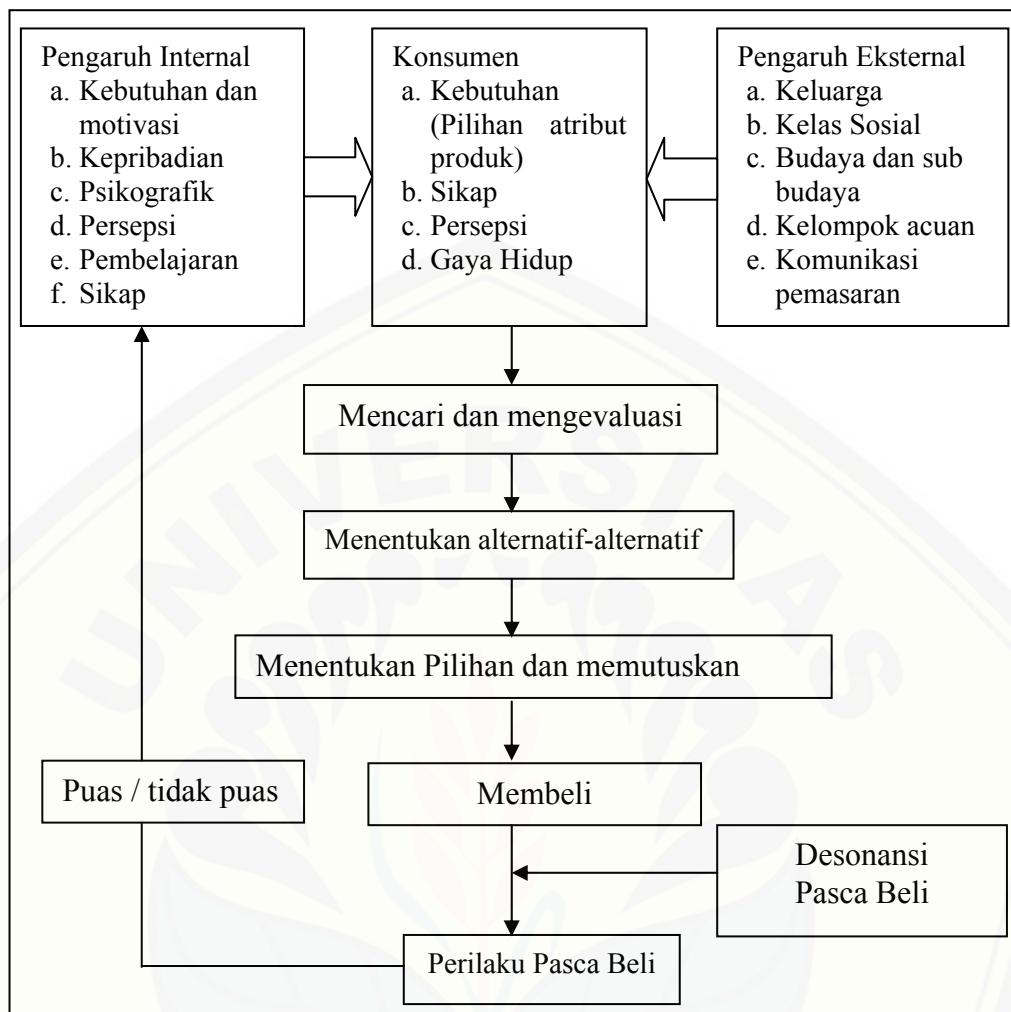 Pengaruh Internal
a. Kebutuhan dan
motivasi
b. Kepribadian
c. Psikografik
d. Persepsi
e. Pembelajaran
f. Sikap
Konsumen
a. Kebutuhan
(Pilihan atribut
produk)
b. Sikap
c. Persepsi
d. Gaya Hidup
Pengaruh Eksternal
a. Keluarga
b. Kelas Sosial
c. Budaya dan sub
budaya
d. Kelompok acuan
e. Komunikasi
pemasaran
Mencari dan mengevaluasi
Menentukan alternatif-alternatif
UNIVERSITAS
Menentukan Pilihan dan memutuskan
Puas / tidak puas
Membeli
Desonansi
Pasca Beli
Perilaku Pasca Beli